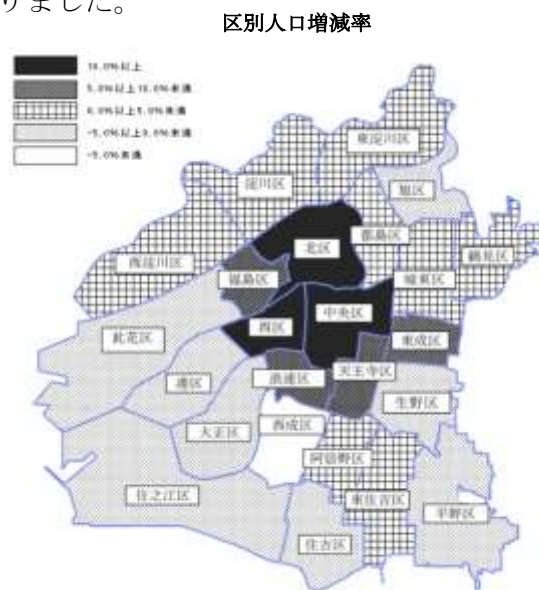 りました。
区別人口増減率
10.0%以上
5.0%以上10.0%未満
0.0%以上5.0%未満
-5.0%以上0.0%未満
-5.0%未満
東淀川区
淀川区
旭区
都島区
北区
鶴見区
西淀川区
城東区
福島区
中央区
西区
東成区
此花区
天王寺区
港区
浪速区
生野区
西成区
大正区
阿倍野区
東住吉区
住之江区
平野区
住吉区